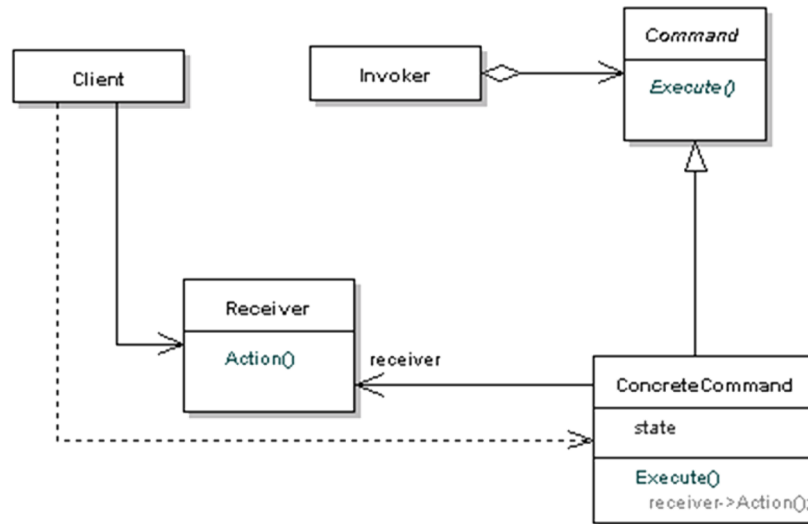 Command
Client
Invoker
Execute()
Receiver
Action()
receiver
ConcreteCommand
state
Execute()
receiver->Action();